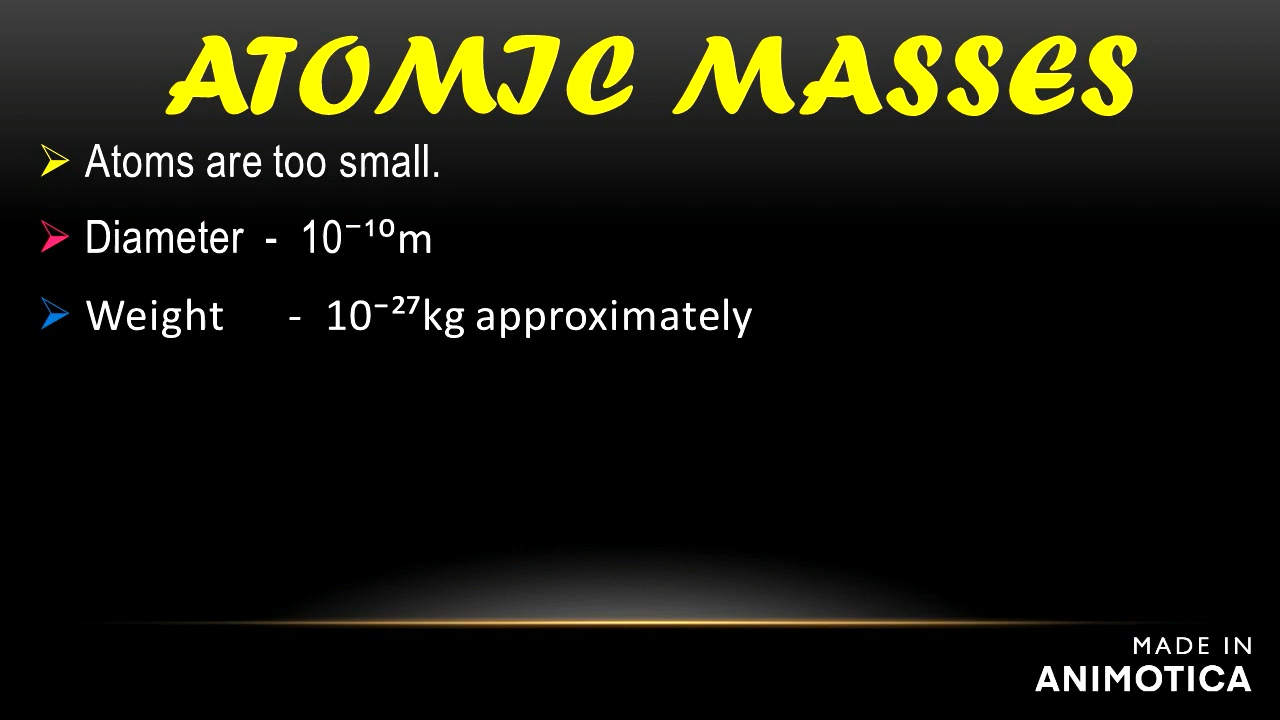 ATOMIC MASSES
➢ Atoms are too small.
➢ Diameter - 10⁻¹⁰m
➢ Weight - 10⁻²⁷kg approximately
MADE IN
ANIMOTICA